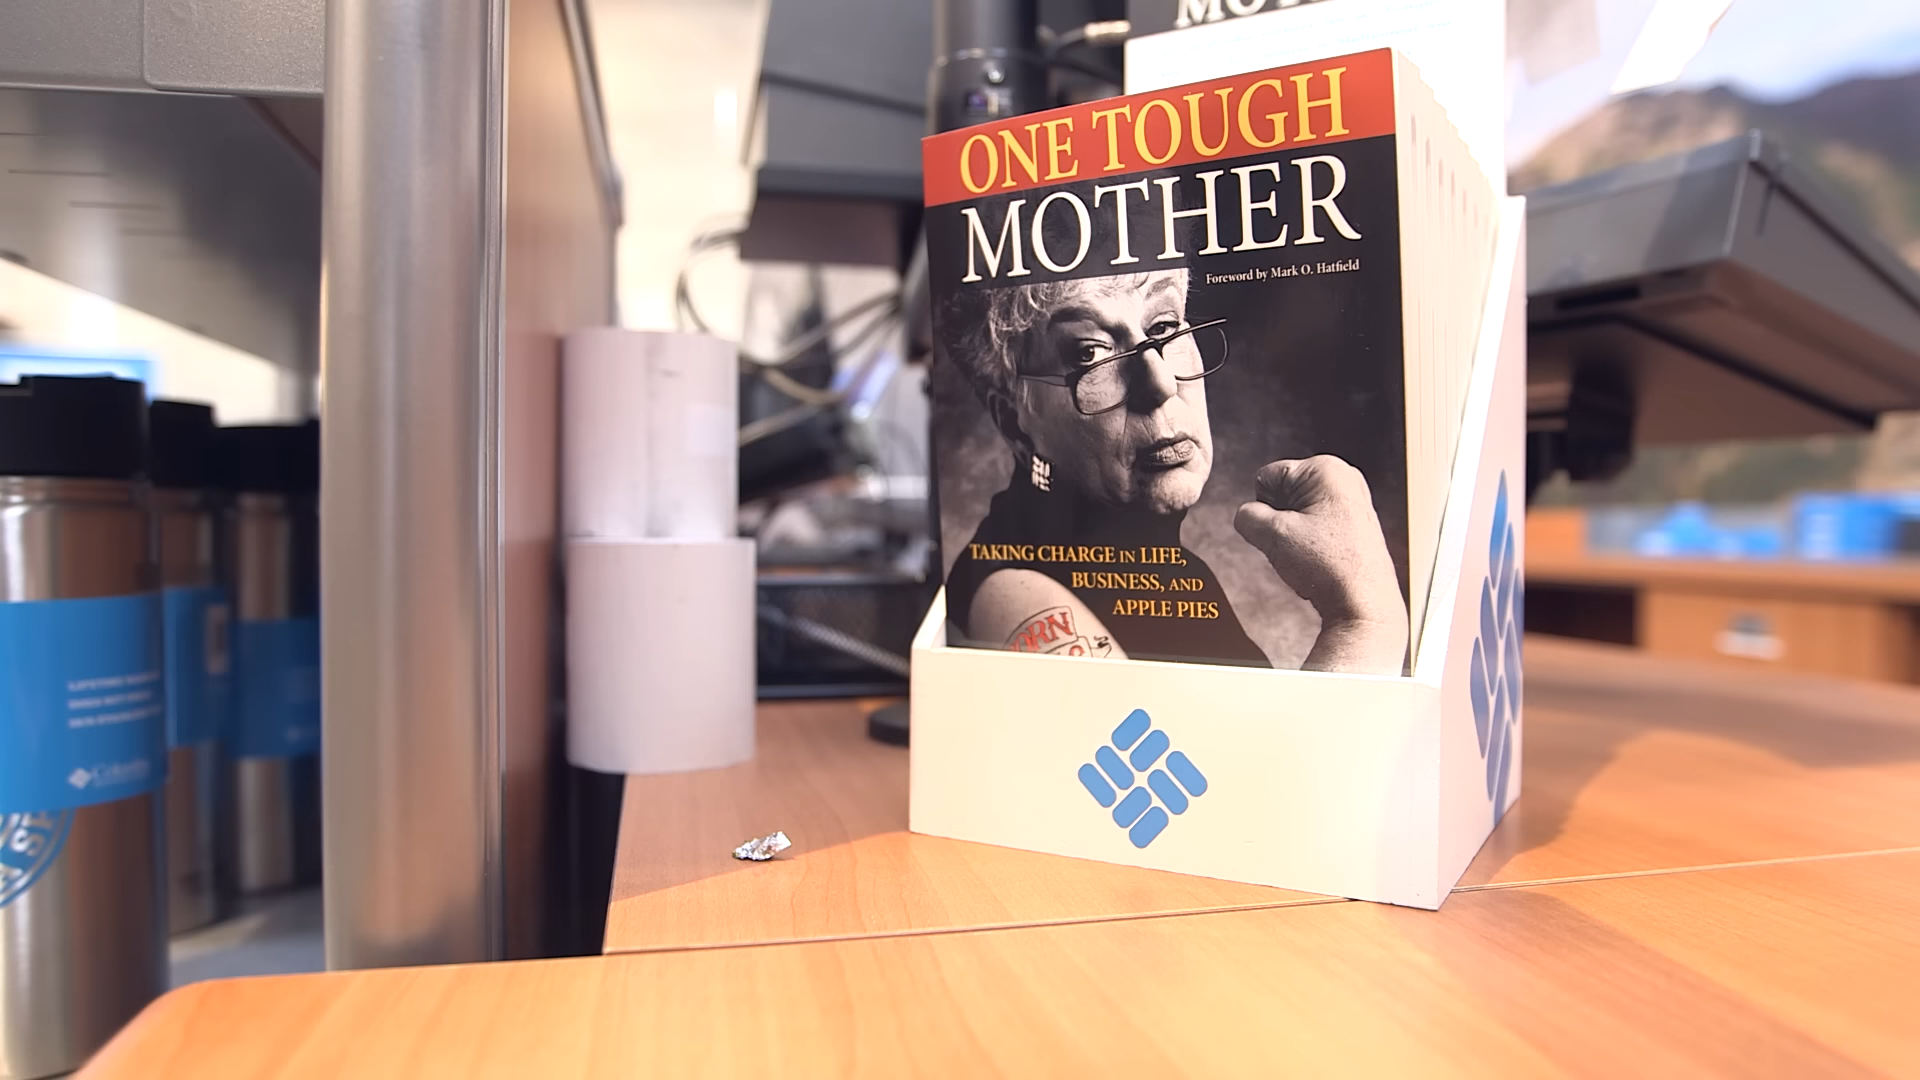 ONE TOUGH
MOTHER
Foreword by Mark O. Hatfield
TAKING CHARGE IN LIFE,
BUSINESS, AND
APPLE PIES